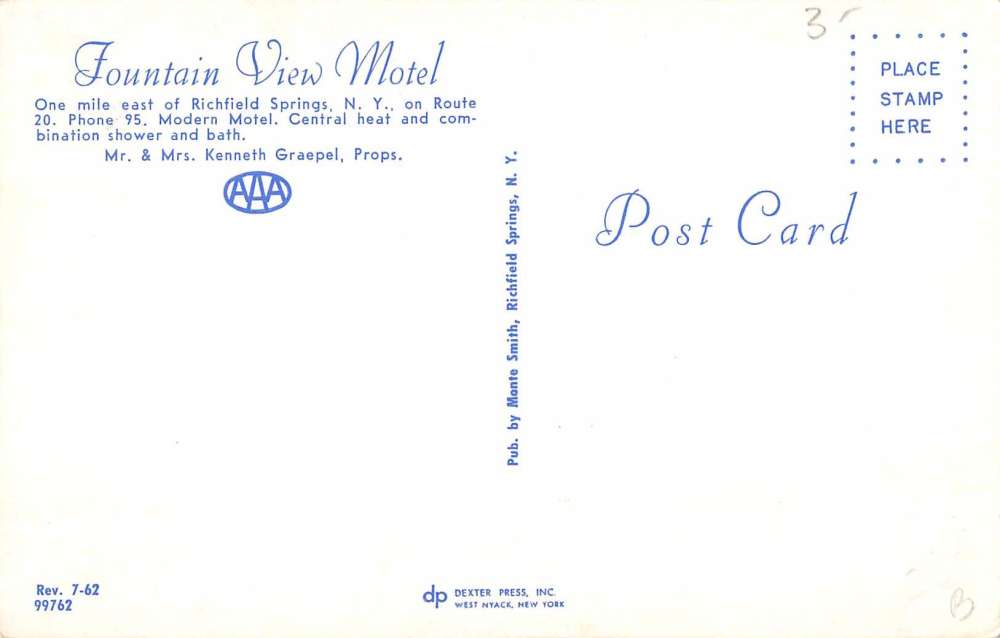 3-
Fountain View Motel
One mile east of Richfield Springs, N. Y., on Route
20. Phone 95. Modern Motel. Central heat and com-
bination shower and bath.
Mr. & Mrs. Kenneth Graepel, Props.
AAA
PLACE
STAMP
HERE
Post Card
Pub. by Monte Smith, Richfield Springs, N. Y.
Rev. 7-62
99762
dp DEXTER PRESS, INC.
WEST NYACK, NEW YORK
B